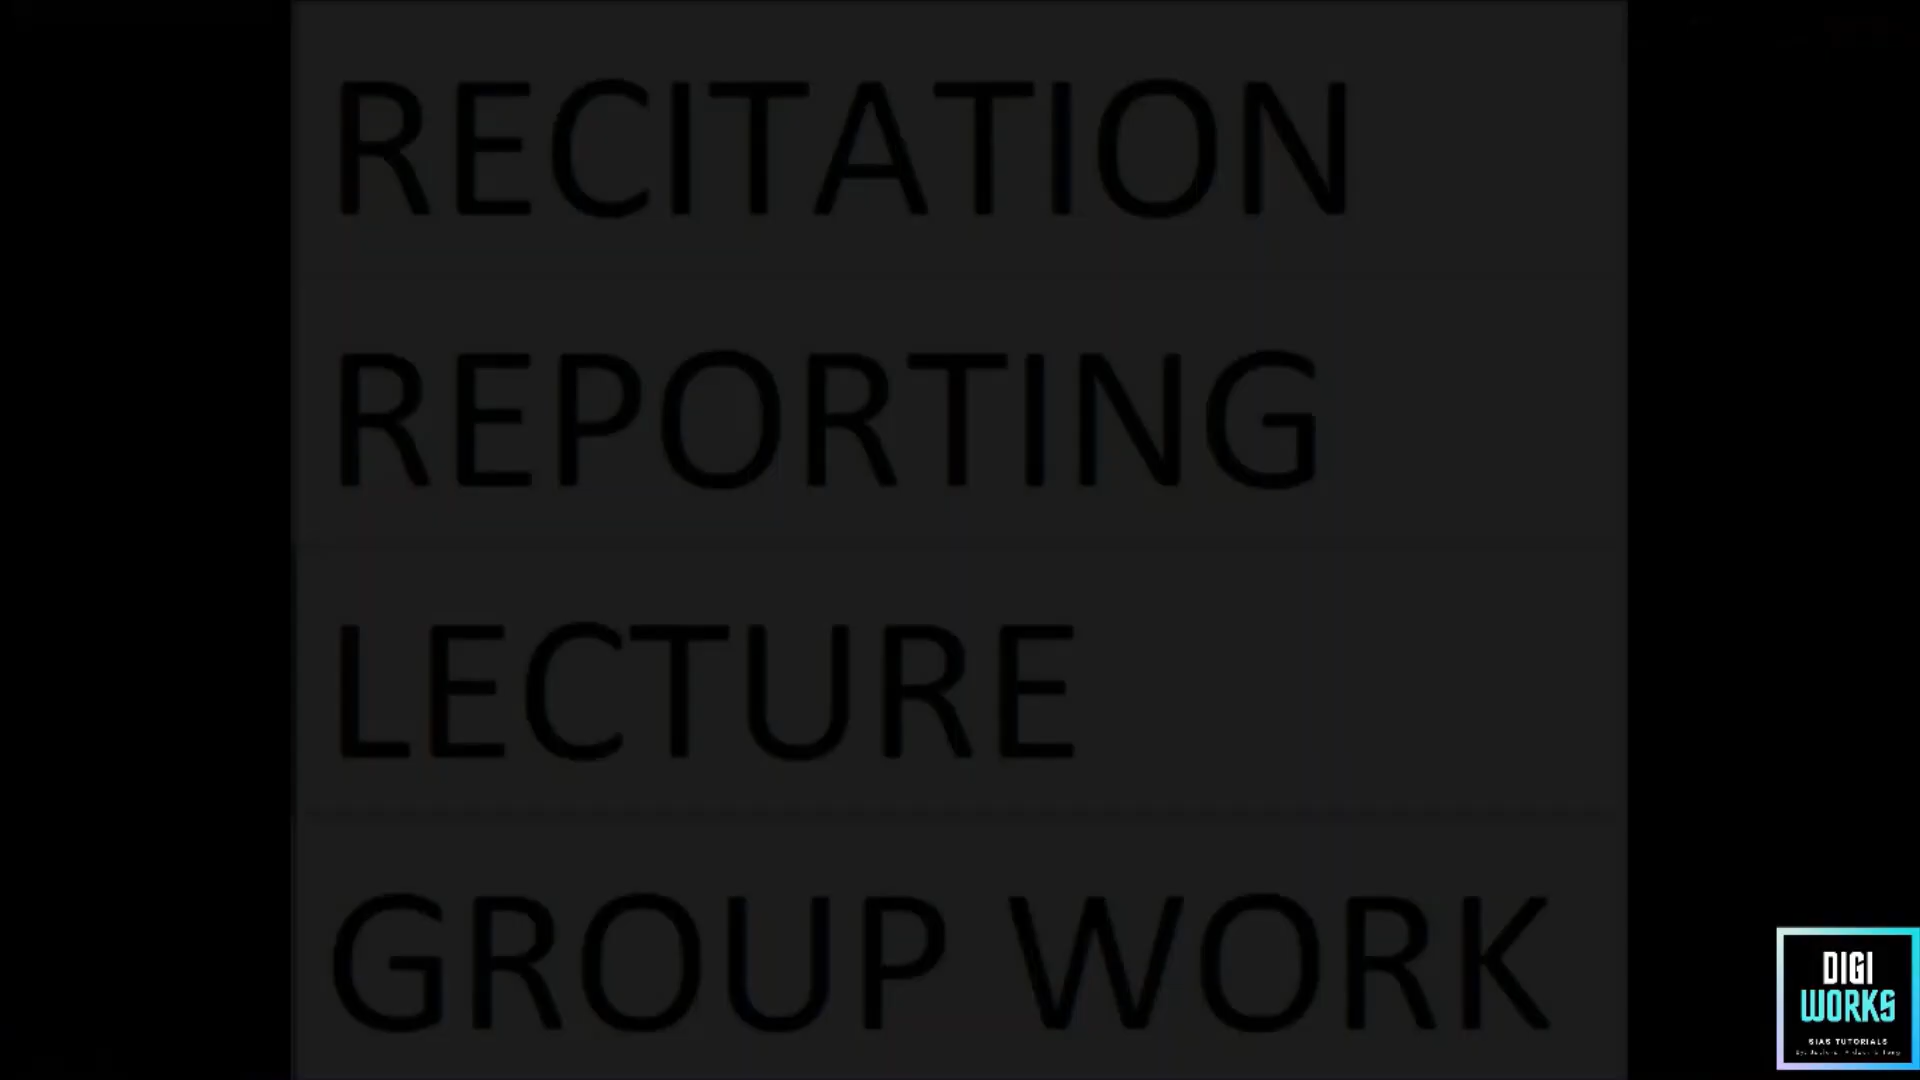 RECITATION
REPORTING
LECTURE
GROUP WORK
DIGI
WORKS
SIAS TUTORIALS